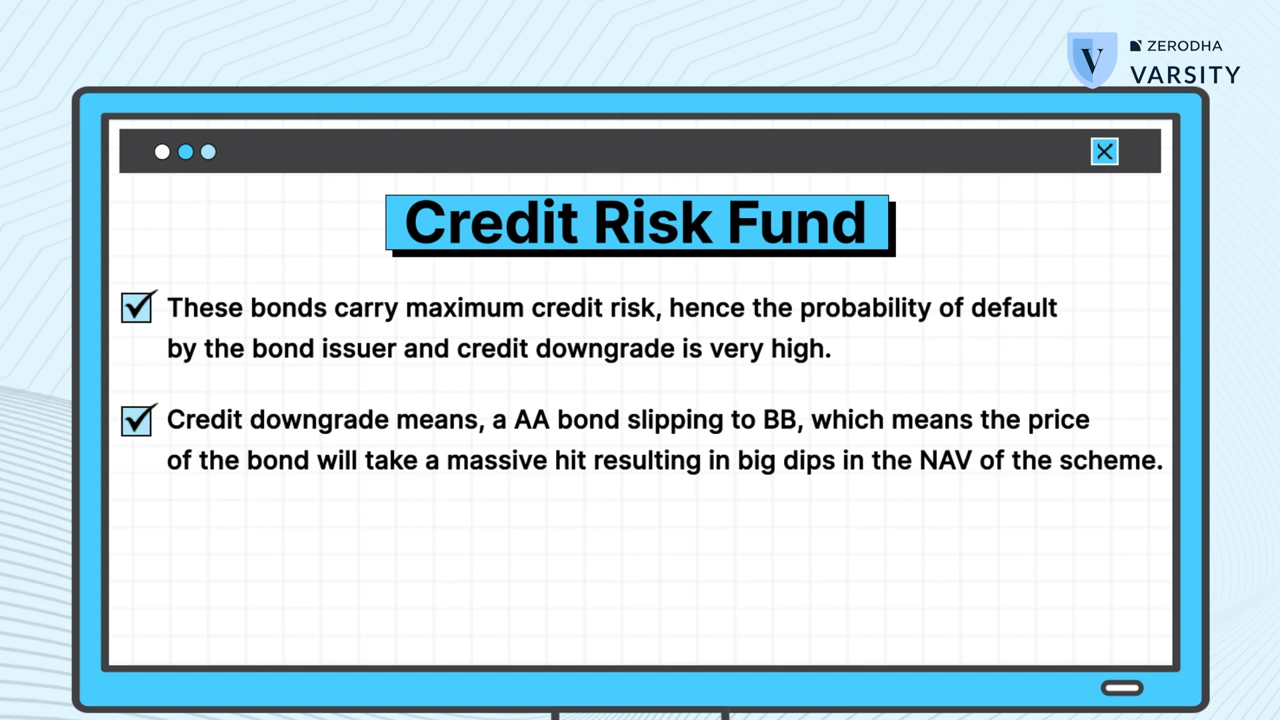 V
ZERODHA
VARSITY
Credit Risk Fund
These bonds carry maximum credit risk, hence the probability of default
by the bond issuer and credit downgrade is very high.
Credit downgrade means, a AA bond slipping to BB, which means the price
of the bond will take a massive hit resulting in big dips in the NAV of the scheme.